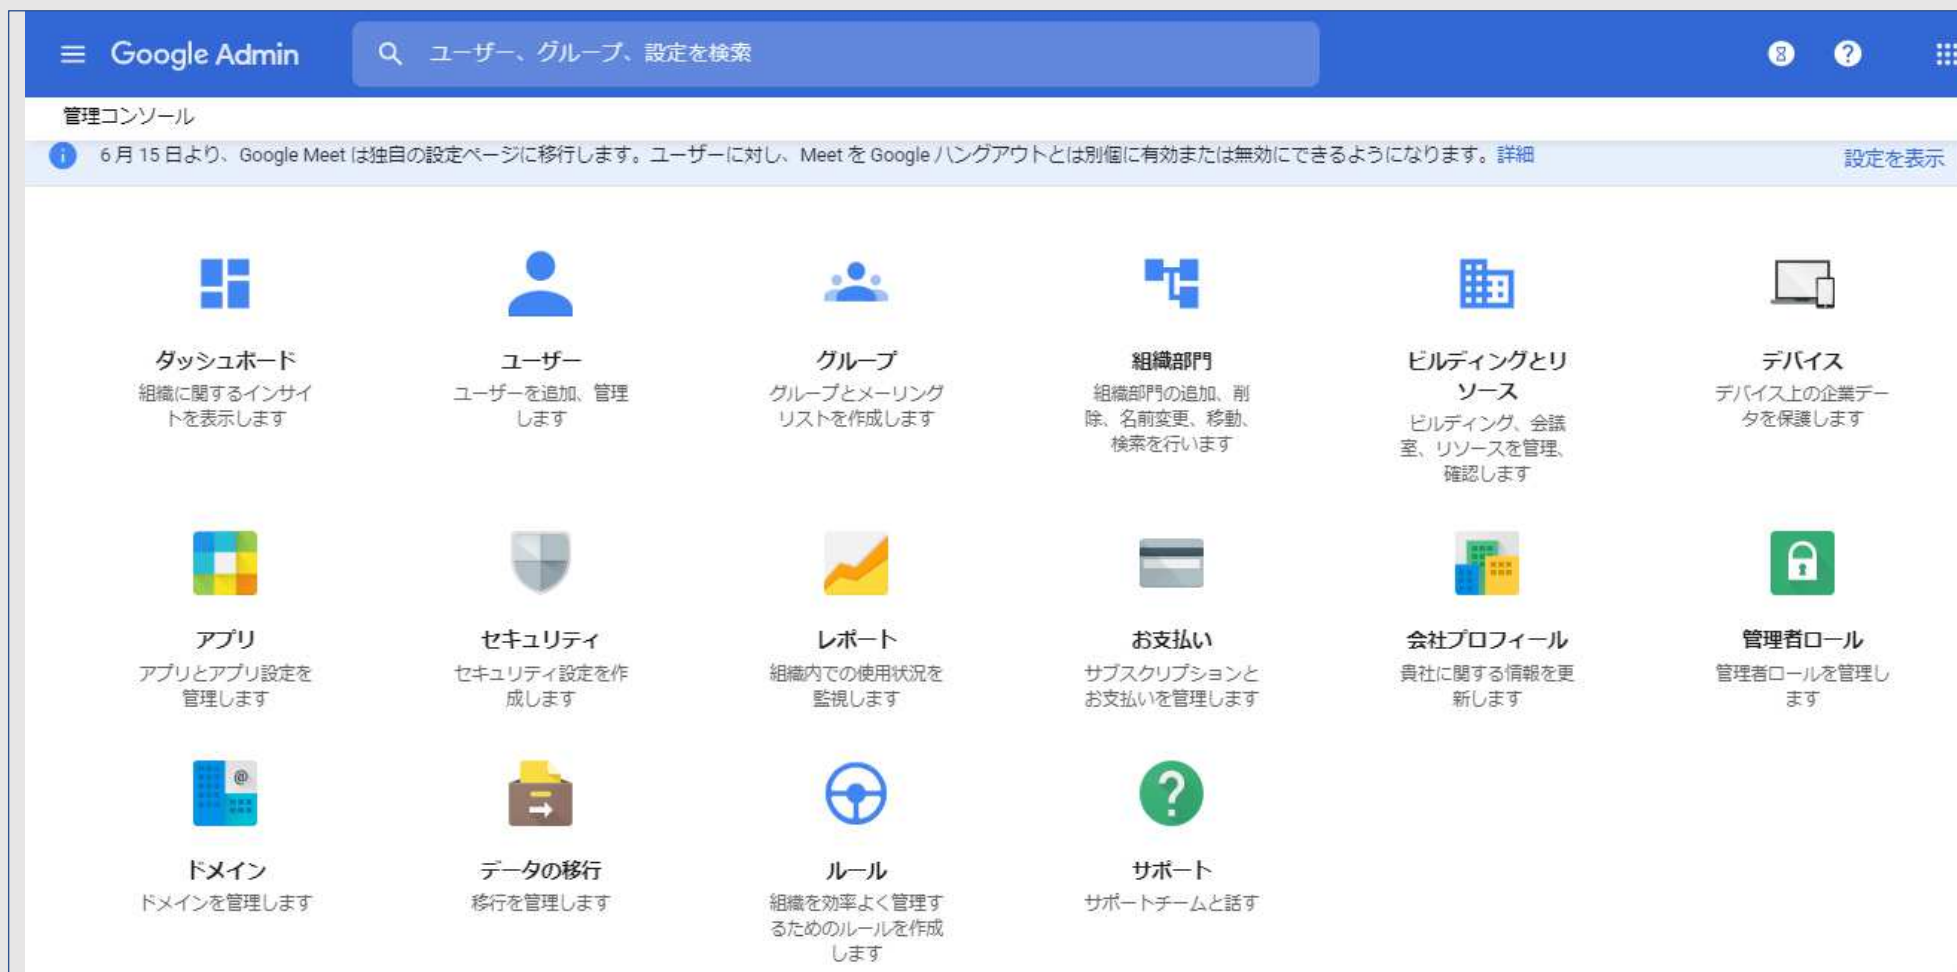 Google Admin
ユーザー、グループ、設定を検索
管理コンソール
6 月 15 日より、Google Meet は独自の設定ページに移行します。ユーザーに対し、Meet を Google ハングアウトとは別個に有効または無効にできるようになります。詳細
設定を表示
ダッシュボード
組織に関するインサイ
トを表示します
ユーザー
ユーザーを追加、管理
します
グループ
グループとメーリング
リストを作成します
組織部門
組織部門の追加、削
除、名前変更、移動、
検索を行います
ビルディングとリ
ソース
ビルディング、会議
室、リソースを管理、
確認します
デバイス
デバイス上の企業デー
タを保護します
アプリ
アプリとアプリ設定を
管理します
セキュリティ
セキュリティ設定を作
成します
レポート
組織内での使用状況を
監視します
お支払い
サブスクリプションと
お支払いを管理します
会社プロフィール
貴社に関する情報を更
新します
管理者ロール
管理者ロールを管理し
ます
@
ドメイン
ドメインを管理します
データの移行
移行を管理します
ルール
組織を効率よく管理す
るためのルールを作成
します
サポート
サポートチームと話す